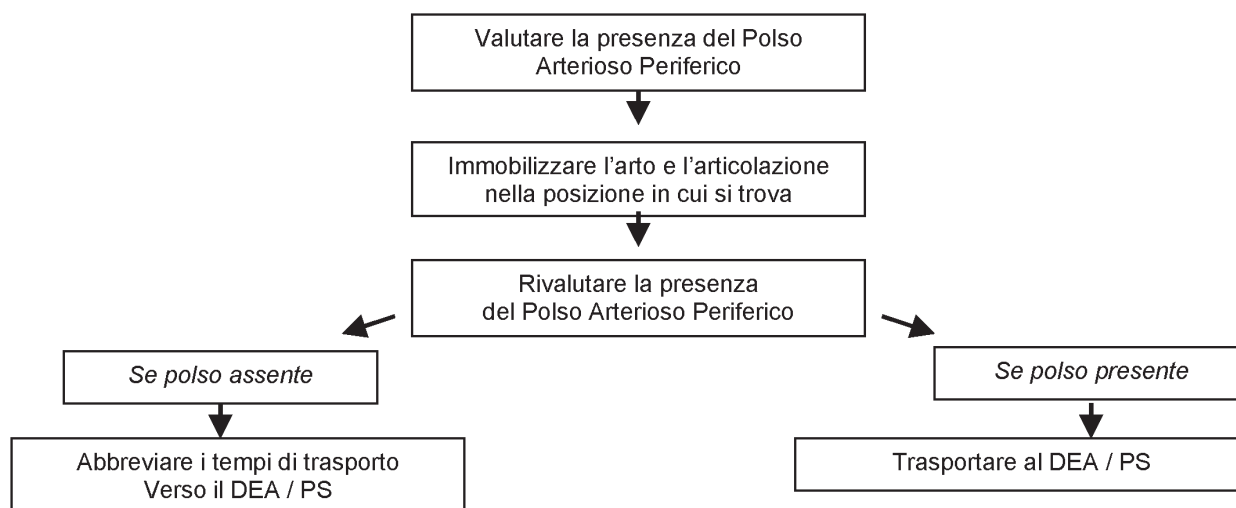 Valutare la presenza del Polso
Arterioso Periferico
Immobilizzare l'arto e l'articolazione
nella posizione in cui si trova
Rivalutare la presenza
del Polso Arterioso Periferico
Se polso assente
Se polso presente
Abbreviare i tempi di trasporto
Verso il DEA / PS
Trasportare al DEA / PS